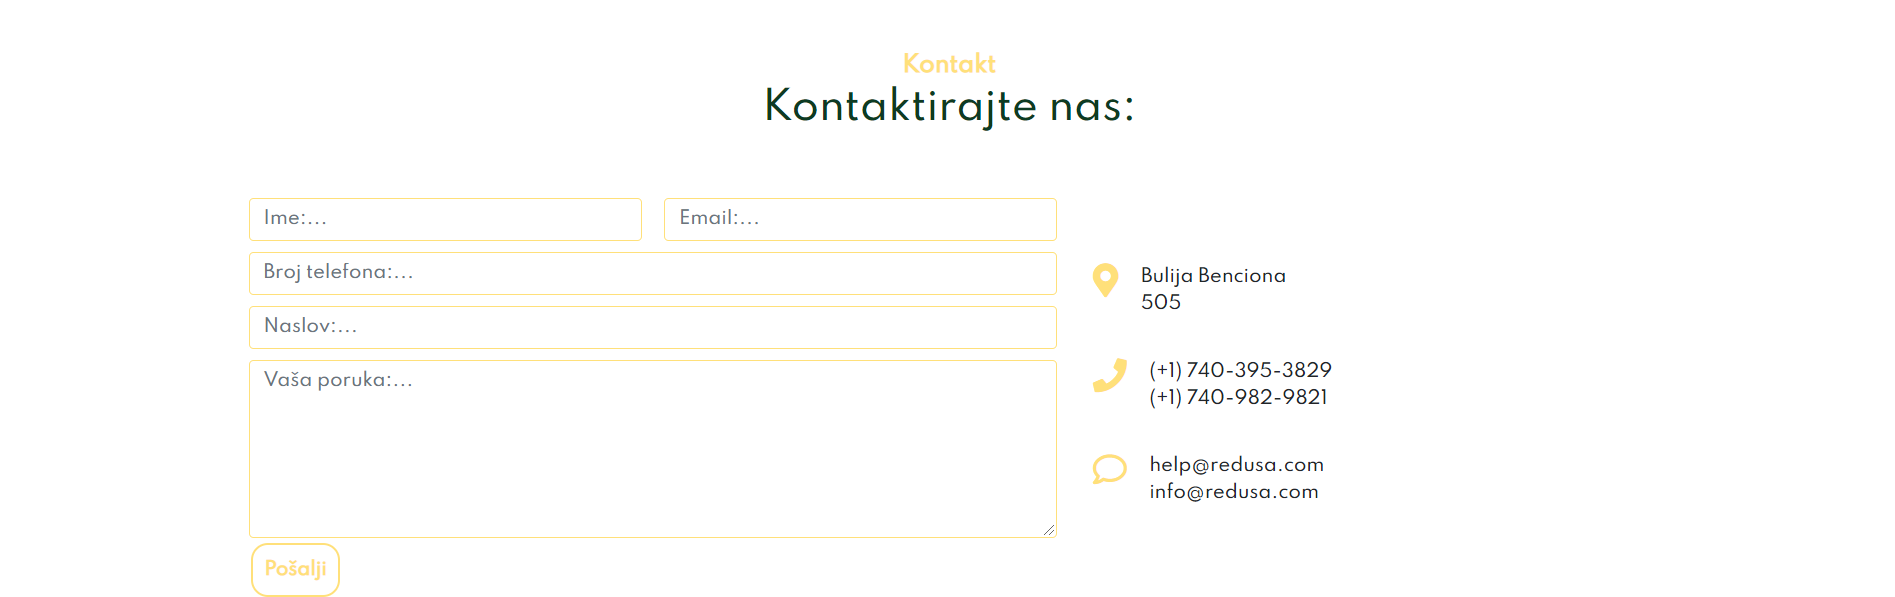 Kontakt
Kontaktirajte nas:
Ime:...
Email:...
Broj telefona:...
Naslov:...
Vaša poruka:...
Pošalji
Bulija Benciona
505
(+1) 740-395-3829
(+1) 740-982-9821
help@redusa.com
info@redusa.com